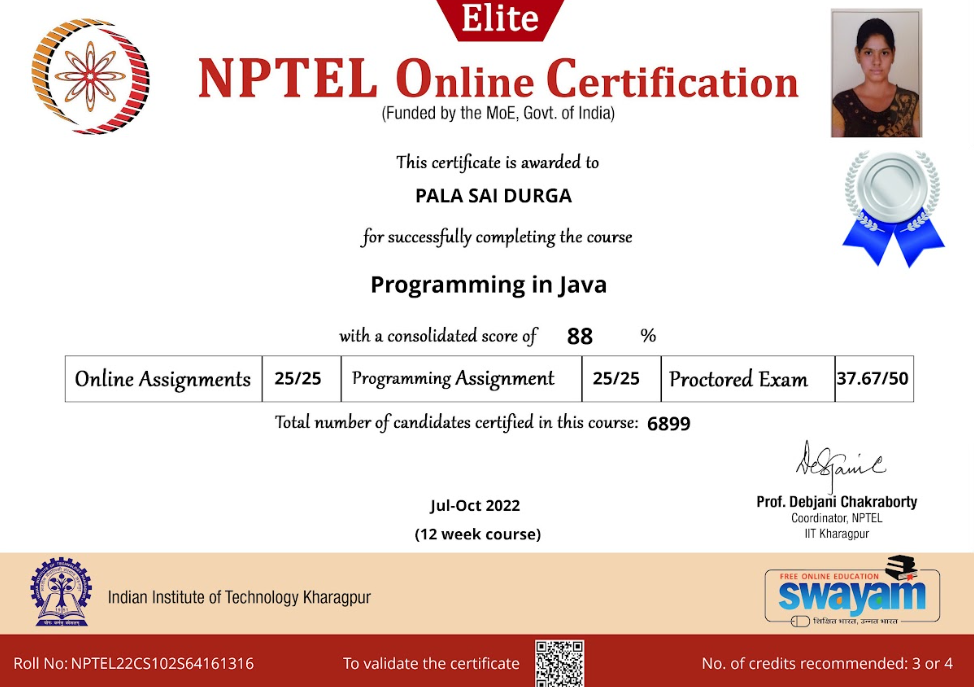 Elite
NPTEL Online Certification
(Funded by the MoE, Govt. of India)
This certificate is awarded to
PALA SAI DURGA
for successfully completing the course
Programming in Java
with a consolidated score of 88 %
Online Assignments 25/25 Programming Assignment 25/25 Proctored Exam 37.67/50
Total number of candidates certified in this course: 6899
Prof. Debjani Chakraborty
Coordinator, NPTEL
IIT Kharagpur
Jul-Oct 2022
(12 week course)
Indian Institute of Technology Kharagpur
FREE ONLINE EDUCATION
swayam
शिक्षित भारत, उन्नत भारत
Roll No: NPTEL22CS102S64161316 To validate the certificate No. of credits recommended: 3 or 4